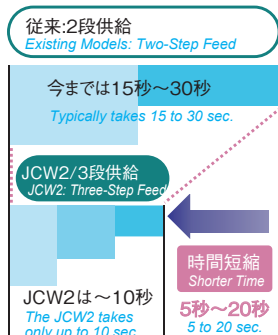 従来:2段供給
Existing Models: Two-Step Feed
今までは15秒～30秒
Typically takes 15 to 30 sec.
JCW2/3段供給
JCW2: Three-Step Feed
JCW2は～10秒
The JCW2 takes
only up to 10 sec.
時間短縮
Shorter Time
5秒～20秒
5 to 20 sec.